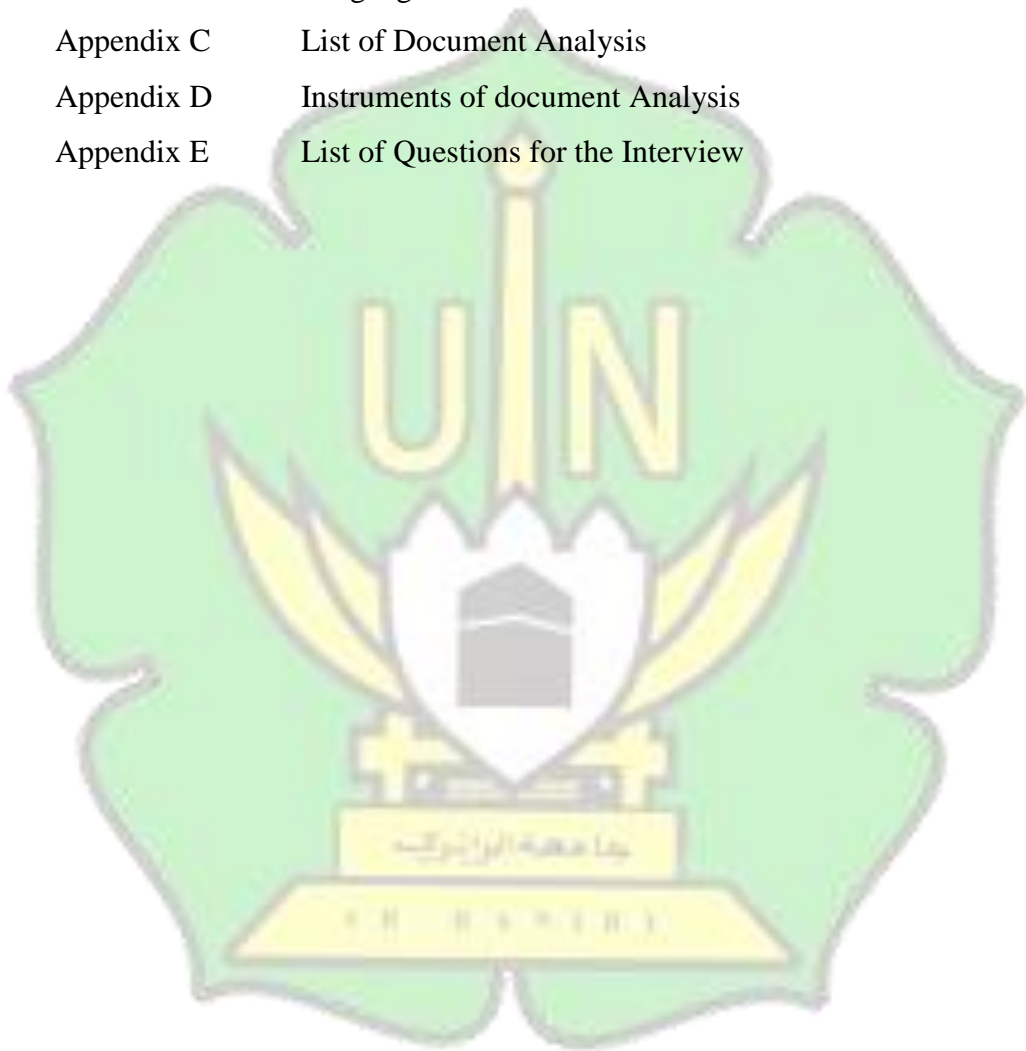 Appendix C List of Document Analysis
Appendix D Instruments of document Analysis
Appendix E List of Questions for the Interview
UIN